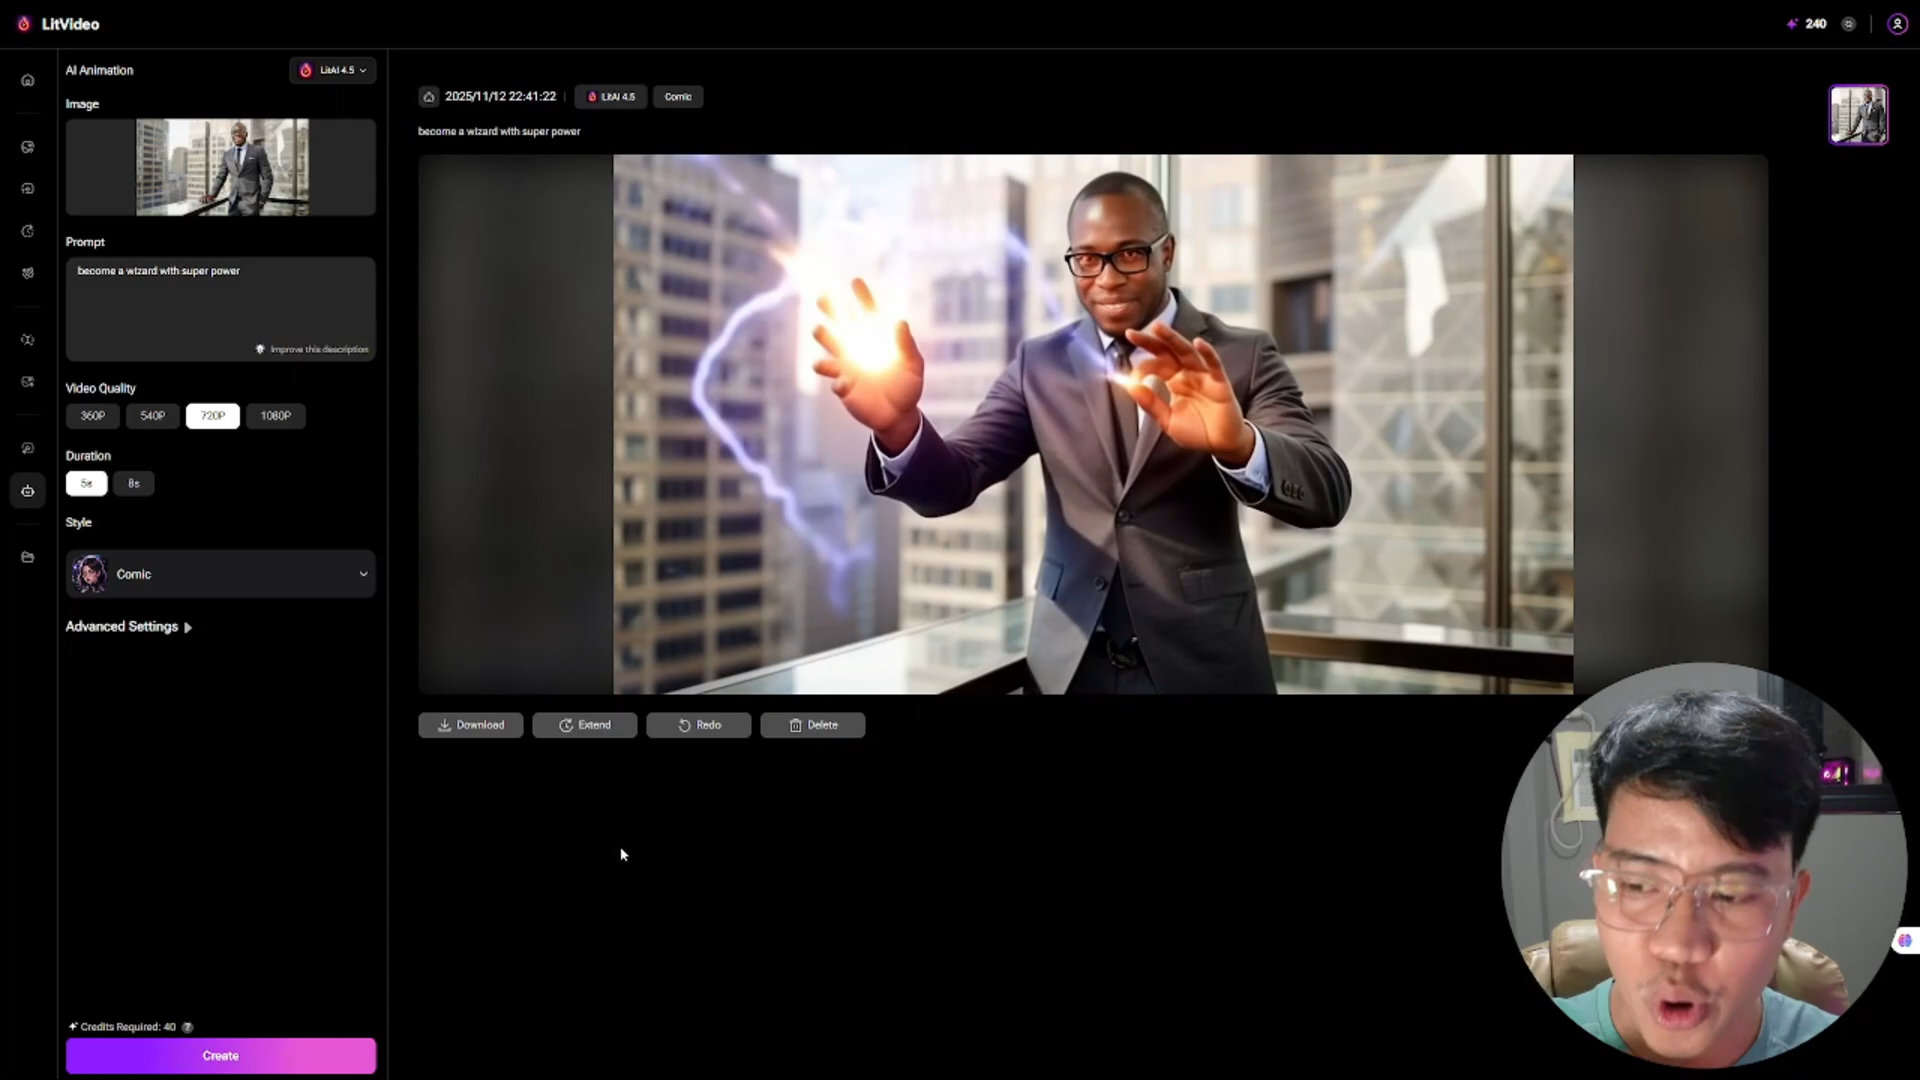 LitVideo
240
AI Animation
LitAI 4.5
Image
Prompt
become a wizard with super power
Improve this description
Video Quality
360P
540P
720P
1080P
Duration
5s
8s
Style
Comic
Advanced Settings
Credits Required: 40
Create
2025/11/12 22:41:22
LitAI 4.5
Comic
become a wizard with super power
Download
Extend
Redo
Delete